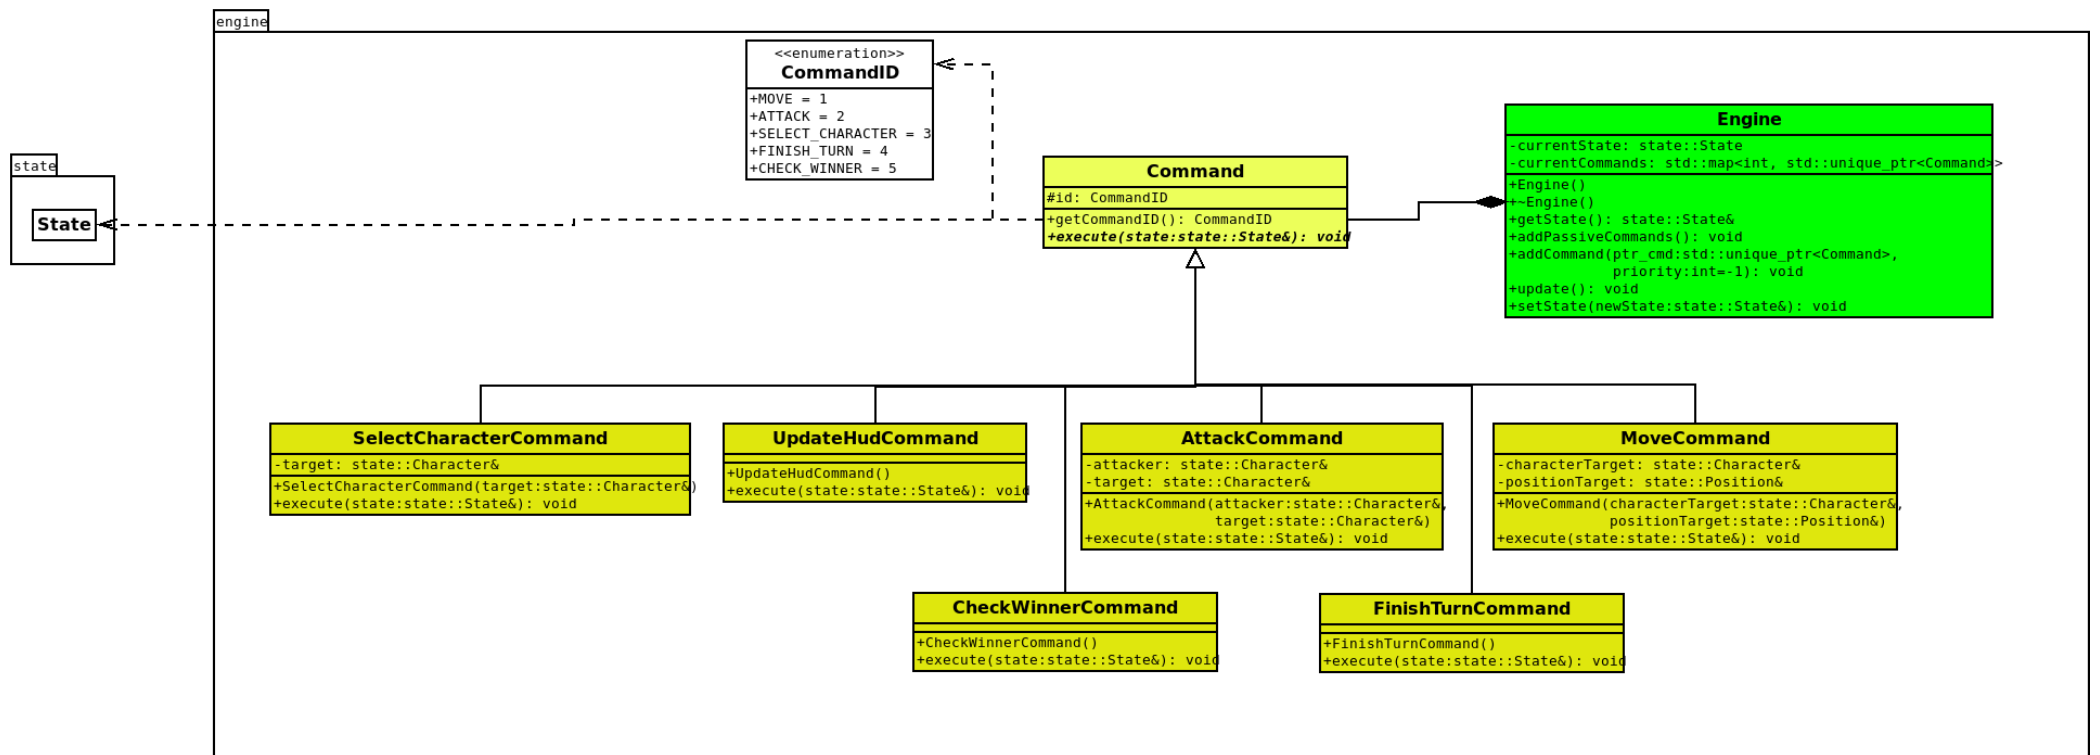 engine
<<enumeration>>
CommandID
+MOVE = 1
+ATTACK = 2
+SELECT_CHARACTER = 3
+FINISH_TURN = 4
+CHECK_WINNER = 5
state
State
Command
#id: CommandID
+getCommandID(): CommandID
+execute(state:state::State&): void
Engine
-currentState: state::State
-currentCommands: std::map<int, std::unique_ptr<Command>>
+Engine()
+~Engine()
+getState(): state::State&
+addPassiveCommands(): void
+addCommand(ptr_cmd:std::unique_ptr<Command>,
priority:int=-1): void
+update(): void
+setState(newState:state::State&): void
SelectCharacterCommand
-target: state::Character&
+SelectCharacterCommand(target:state::Character&)
+execute(state:state::State&): void
UpdateHudCommand
+UpdateHudCommand()
+execute(state:state::State&): void
AttackCommand
-attacker: state::Character&
-target: state::Character&
+AttackCommand(attacker:state::Character&,
target:state::Character&)
+execute(state:state::State&): void
MoveCommand
-characterTarget: state::Character&
-positionTarget: state::Position&
+MoveCommand(characterTarget:state::Character&,
positionTarget:state::Position&)
+execute(state:state::State&): void
CheckWinnerCommand
+CheckWinnerCommand()
+execute(state:state::State&): void
FinishTurnCommand
+FinishTurnCommand()
+execute(state:state::State&): void